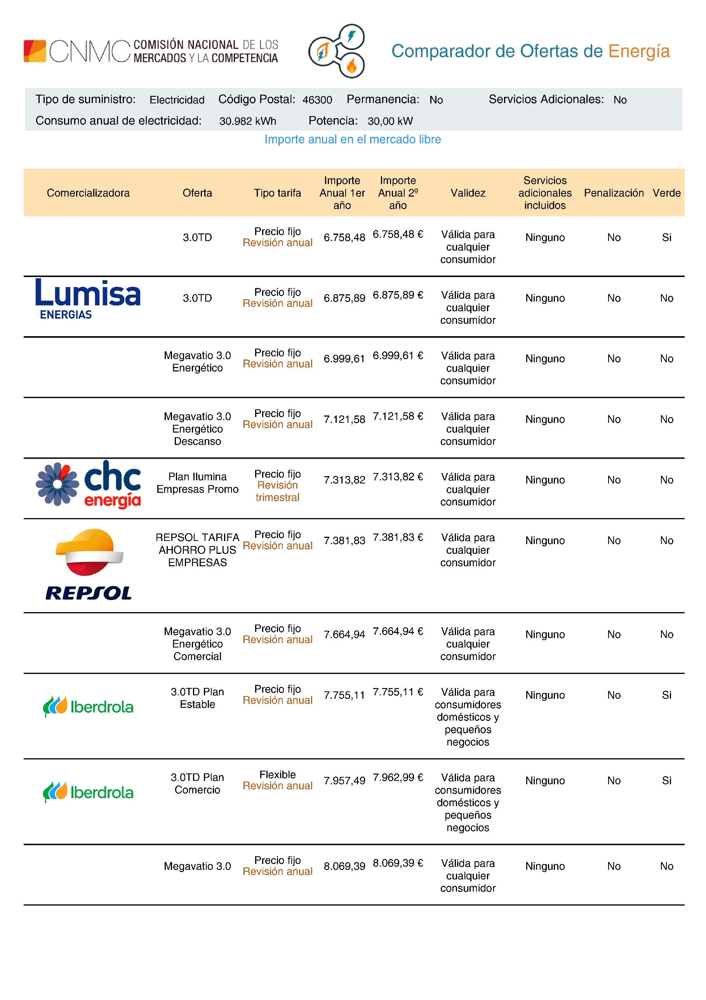 CNMC COMISIÓN NACIONAL DE LOS
MERCADOS Y LA COMPETENCIA
Comparador de Ofertas de Energía
Tipo de suministro: Electricidad Código Postal: 46300 Permanencia: No Servicios Adicionales: No
Consumo anual de electricidad: 30.982 kWh Potencia: 30,00 kW
Importe anual en el mercado libre
Comercializadora Oferta Tipo tarifa Importe Anual 1er año Importe Anual 2º año Validez Servicios adicionales incluidos Penalización Verde
3.0TD Precio fijo Revisión anual 6.758,48 6.758,48 € Válida para cualquier consumidor Ninguno No Si
Lumisa ENERGIAS 3.0TD Precio fijo Revisión anual 6.875,89 6.875,89 € Válida para cualquier consumidor Ninguno No No
Megavatio 3.0 Energético Precio fijo Revisión anual 6.999,61 6.999,61 € Válida para cualquier consumidor Ninguno No No
Megavatio 3.0 Energético Descanso Precio fijo Revisión anual 7.121,58 7.121,58 € Válida para cualquier consumidor Ninguno No No
chc energía Plan Ilumina Empresas Promo Precio fijo Revisión trimestral 7.313,82 7.313,82 € Válida para cualquier consumidor Ninguno No No
REPSOL REPSOL TARIFA AHORRO PLUS EMPRESAS Precio fijo Revisión anual 7.381,83 7.381,83 € Válida para cualquier consumidor Ninguno No No
Megavatio 3.0 Energético Comercial Precio fijo Revisión anual 7.664,94 7.664,94 € Válida para cualquier consumidor Ninguno No No
Iberdrola 3.0TD Plan Estable Precio fijo Revisión anual 7.755,11 7.755,11 € Válida para consumidores domésticos y pequeños negocios Ninguno No Si
Iberdrola 3.0TD Plan Comercio Flexible Revisión anual 7.957,49 7.962,99 € Válida para consumidores domésticos y pequeños negocios Ninguno No Si
Megavatio 3.0 Precio fijo Revisión anual 8.069,39 8.069,39 € Válida para cualquier consumidor Ninguno No No